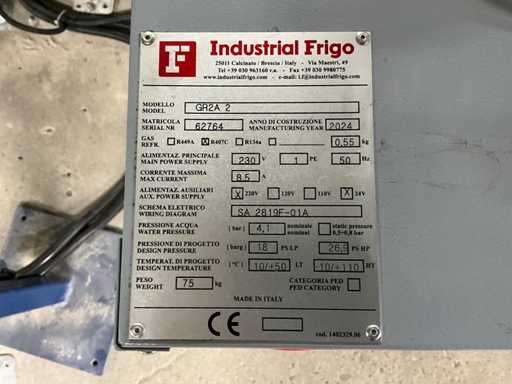 IF Industrial Frigo
25011 Calcinato / Brescia / Italy - Via Maestri, 49
Tel +39 030 963160 r.a. - Fax +39 030 9980775
www.industrialfrigo.com - e-mail: i.f@industrialfrigo.com
MODELLO
MODEL GR2A 2
MATRICOLA
SERIAL NR 62764 ANNO DI COSTRUZIONE
MANUFACTURING YEAR 2024
GAS
REFR. R449A X R407C R134a 0,55 kg
ALIMENTAZ. PRINCIPALE
MAIN POWER SUPPLY 230 V 1 PE 50 Hz
CORRENTE MASSIMA
MAX CURRENT 8.5 A
ALIMENTAZ. AUSILIARI
AUX. POWER SUPPLY X 220V 120V 110V X 24V
SCHEMA ELETTRICO
WIRING DIAGRAM SA 2819F-01A
PRESSIONE ACQUA
WATER PRESSURE [bar] 4,1 nominale
nominal static pressure
0,5÷0,8 bar
PRESSIONE DI PROGETTO
DESIGN PRESSURE [barg] 18 PS LP 26,9 PS HP
TEMPERAT. DI PROGETTO
DESIGN TEMPERATURE [°C] 10/+50 LT 10/+110 HT
PESO
WEIGHT 75 kg CATEGORIA PED
PED CATEGORY
MADE IN ITALY
CE cod. 1402329.06